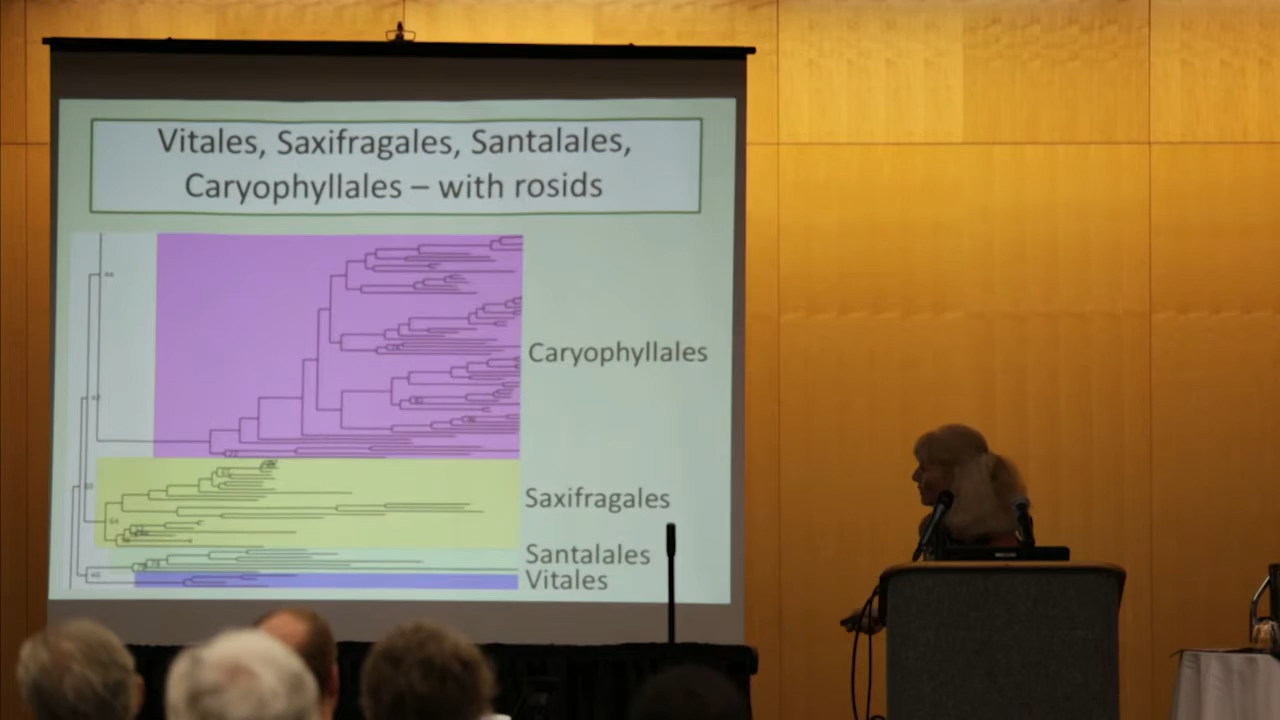 Vitales, Saxifragales, Santalales,
Caryophyllales – with rosids
Caryophyllales
Saxifragales
Santalales
Vitales